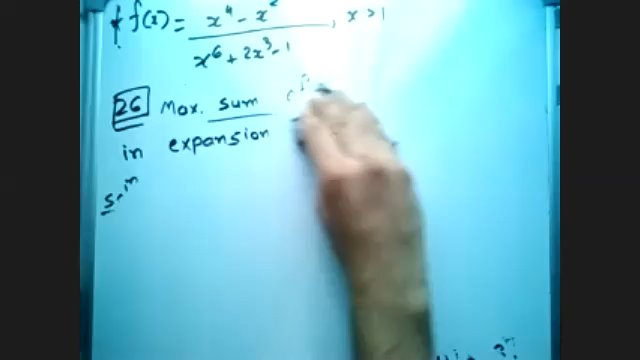 f(x) = x⁴ - x² / x⁶ + 2x³ - 1 , x > 1
26 Max. sum
in expansion